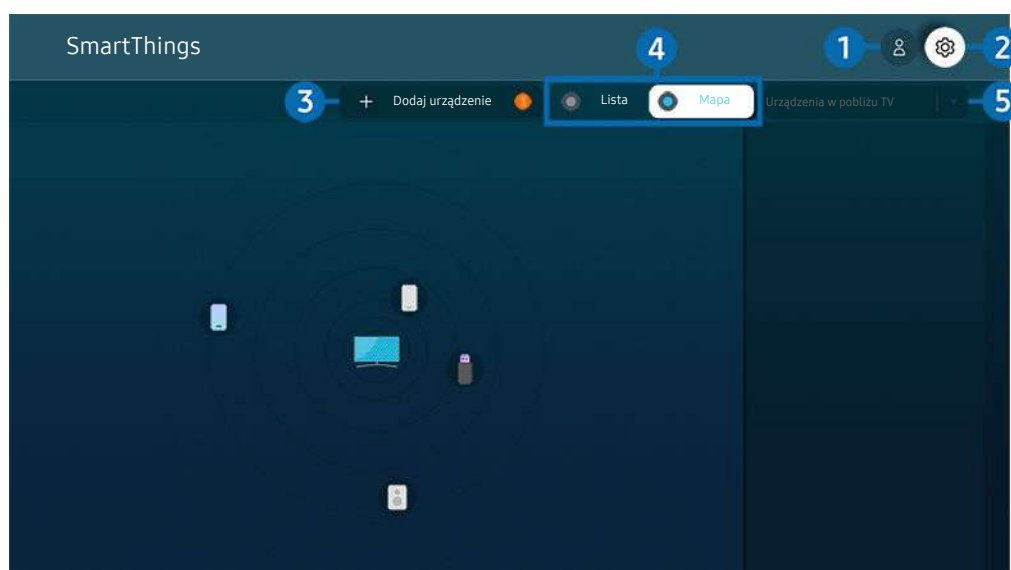 SmartThings
4
1
2
3
Dodaj urządzenie
Lista
Mapa
Urządzenia w pobliżu TV
5